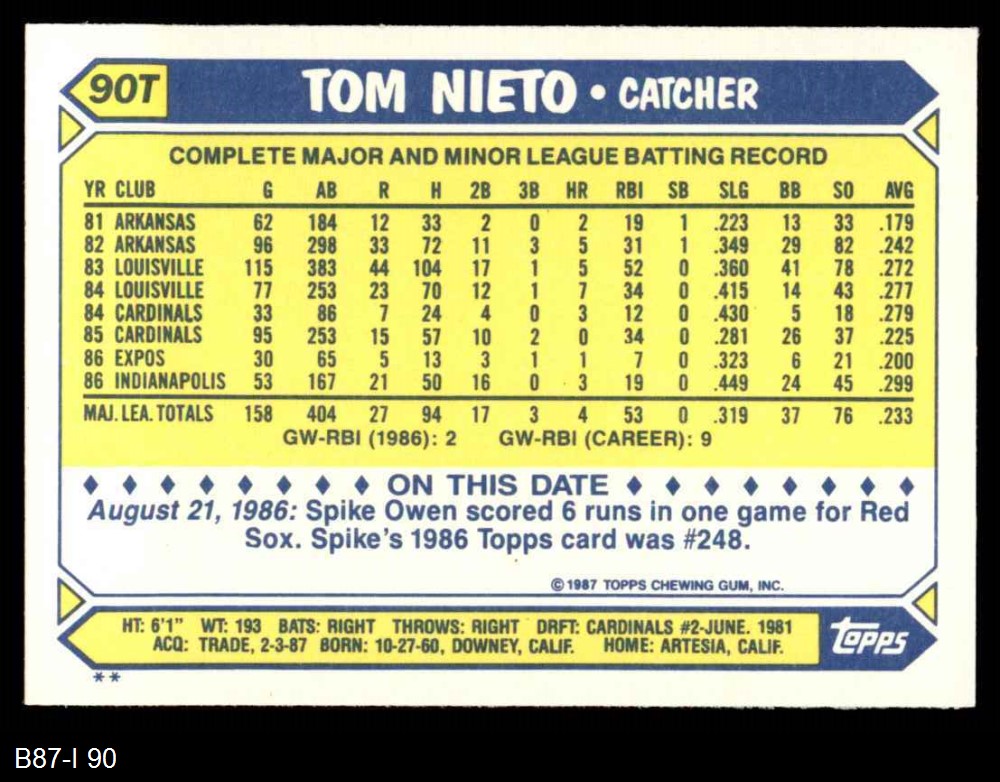 90T
TOM NIETO • CATCHER
COMPLETE MAJOR AND MINOR LEAGUE BATTING RECORD
YR CLUB G AB R H 2B 3B HR RBI SB SLG BB SO AVG
81 ARKANSAS 62 184 12 33 2 0 2 19 1 .223 13 33 .179
82 ARKANSAS 96 298 33 72 11 3 5 31 1 .349 29 82 .242
83 LOUISVILLE 115 383 44 104 17 1 5 52 0 .360 41 78 .272
84 LOUISVILLE 77 253 23 70 12 1 7 34 0 .415 14 43 .277
84 CARDINALS 33 86 7 24 4 0 3 12 0 .430 5 18 .279
85 CARDINALS 95 253 15 57 10 2 0 34 0 .281 26 37 .225
86 EXPOS 30 65 5 13 3 1 1 7 0 .323 6 21 .200
86 INDIANAPOLIS 53 167 21 50 16 0 3 19 0 .449 24 45 .299
MAJ. LEA. TOTALS 158 404 27 94 17 3 4 53 0 .319 37 76 .233
GW-RBI (1986): 2 GW-RBI (CAREER): 9
ON THIS DATE
August 21, 1986: Spike Owen scored 6 runs in one game for Red
Sox. Spike's 1986 Topps card was #248.
© 1987 TOPPS CHEWING GUM, INC.
HT: 6'1" WT: 193 BATS: RIGHT THROWS: RIGHT DRFT: CARDINALS #2-JUNE. 1981
ACQ: TRADE, 2-3-87 BORN: 10-27-60, DOWNEY, CALIF. HOME: ARTESIA, CALIF.
topps
**
B87-I 90